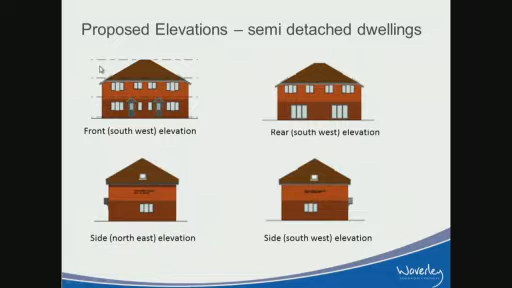 Proposed Elevations – semi detached dwellings
Front (south west) elevation
Rear (south west) elevation
Side (north east) elevation
Side (south west) elevation
Waverley